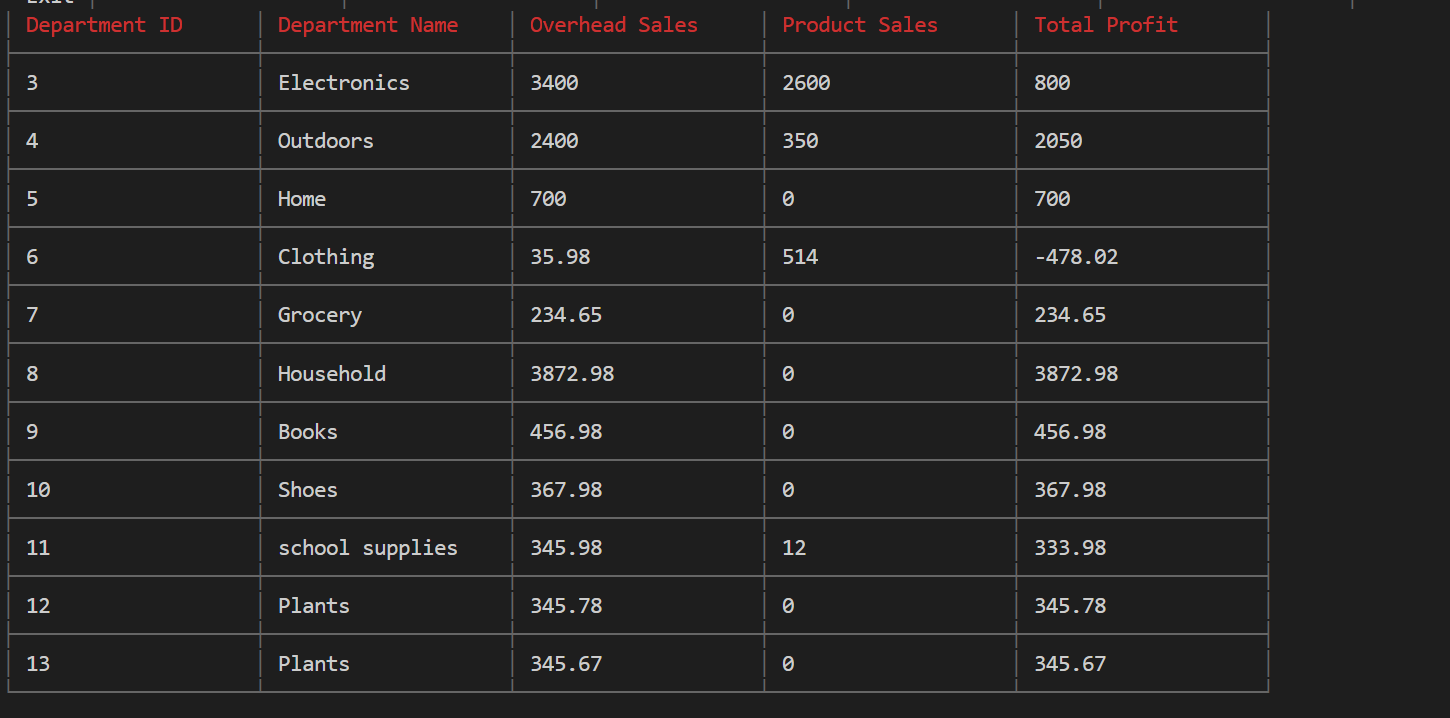 Exit
Department ID Department Name Overhead Sales Product Sales Total Profit
3 Electronics 3400 2600 800
4 Outdoors 2400 350 2050
5 Home 700 0 700
6 Clothing 35.98 514 -478.02
7 Grocery 234.65 0 234.65
8 Household 3872.98 0 3872.98
9 Books 456.98 0 456.98
10 Shoes 367.98 0 367.98
11 school supplies 345.98 12 333.98
12 Plants 345.78 0 345.78
13 Plants 345.67 0 345.67